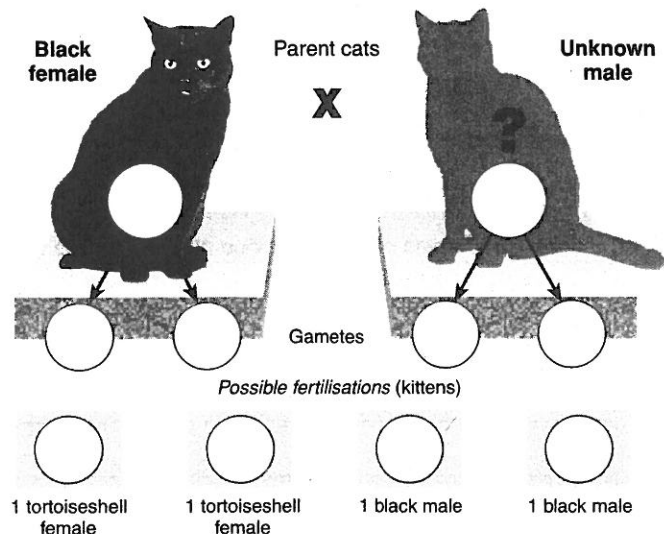 Black
female
Parent cats
X
Unknown
male
?
Gametes
Possible fertilisations (kittens)
1 tortoiseshell
female
1 tortoiseshell
female
1 black male
1 black male